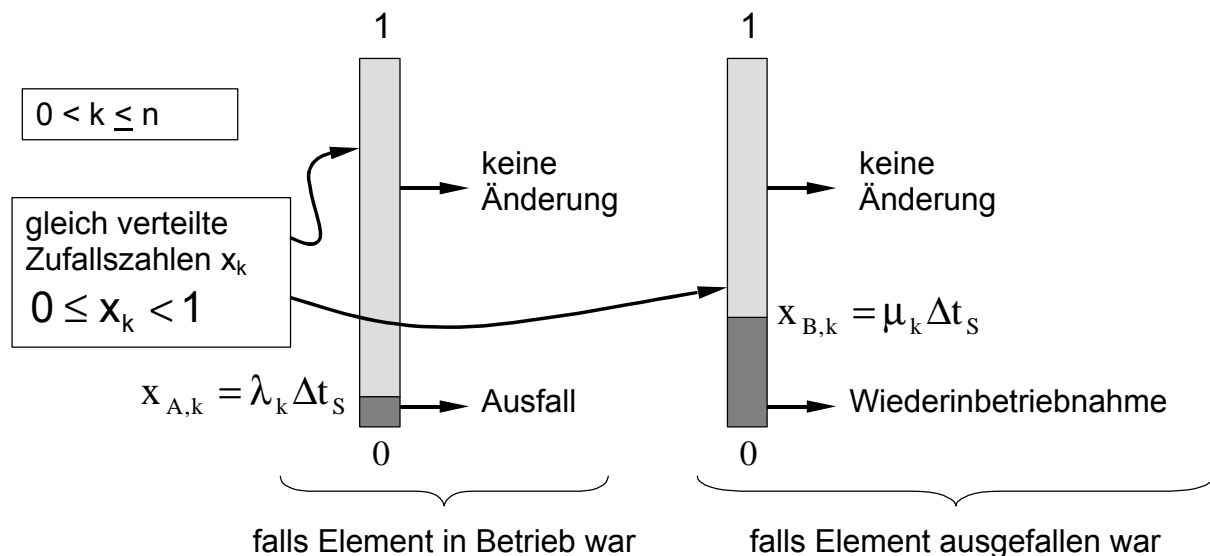 1
1
0 < k ≤ n
keine
Änderung
keine
Änderung
gleich verteilte
Zufallszahlen xₖ
0 ≤ xₖ < 1
x_B,k = μₖΔt_S
x_A,k = λₖΔt_S
Ausfall
Wiederinbetriebnahme
0
0
falls Element in Betrieb war
falls Element ausgefallen war